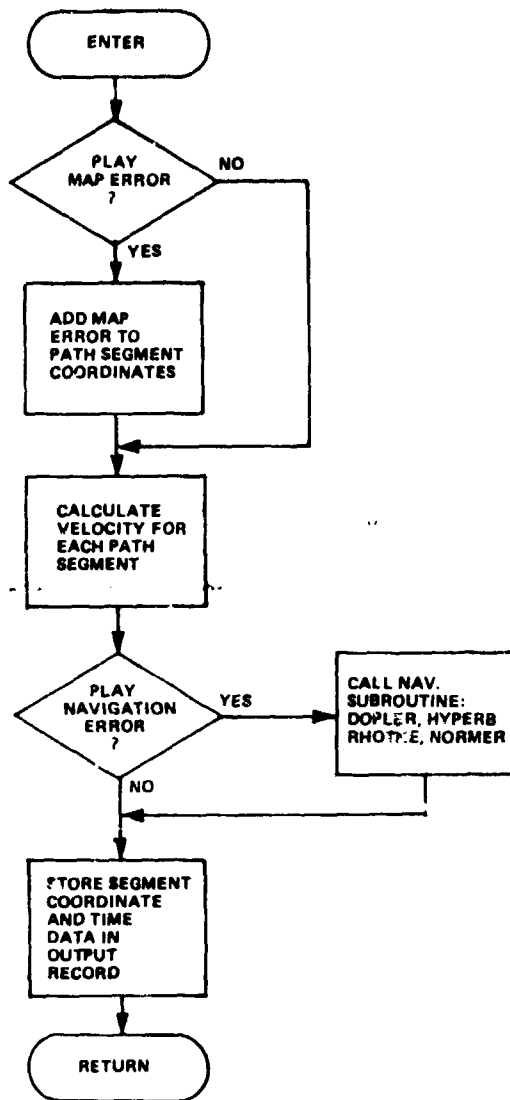 ENTER
PLAY
MAP ERROR
?
NO
YES
ADD MAP
ERROR TO
PATH SEGMENT
COORDINATES
CALCULATE
VELOCITY FOR
EACH PATH
SEGMENT
PLAY
NAVIGATION
ERROR
?
YES
NO
CALL NAV.
SUBROUTINE:
DOPLER, HYPERB
NORMER
STORE SEGMENT
COORDINATE
AND TIME
DATA IN
OUTPUT
RECORD
RETURN